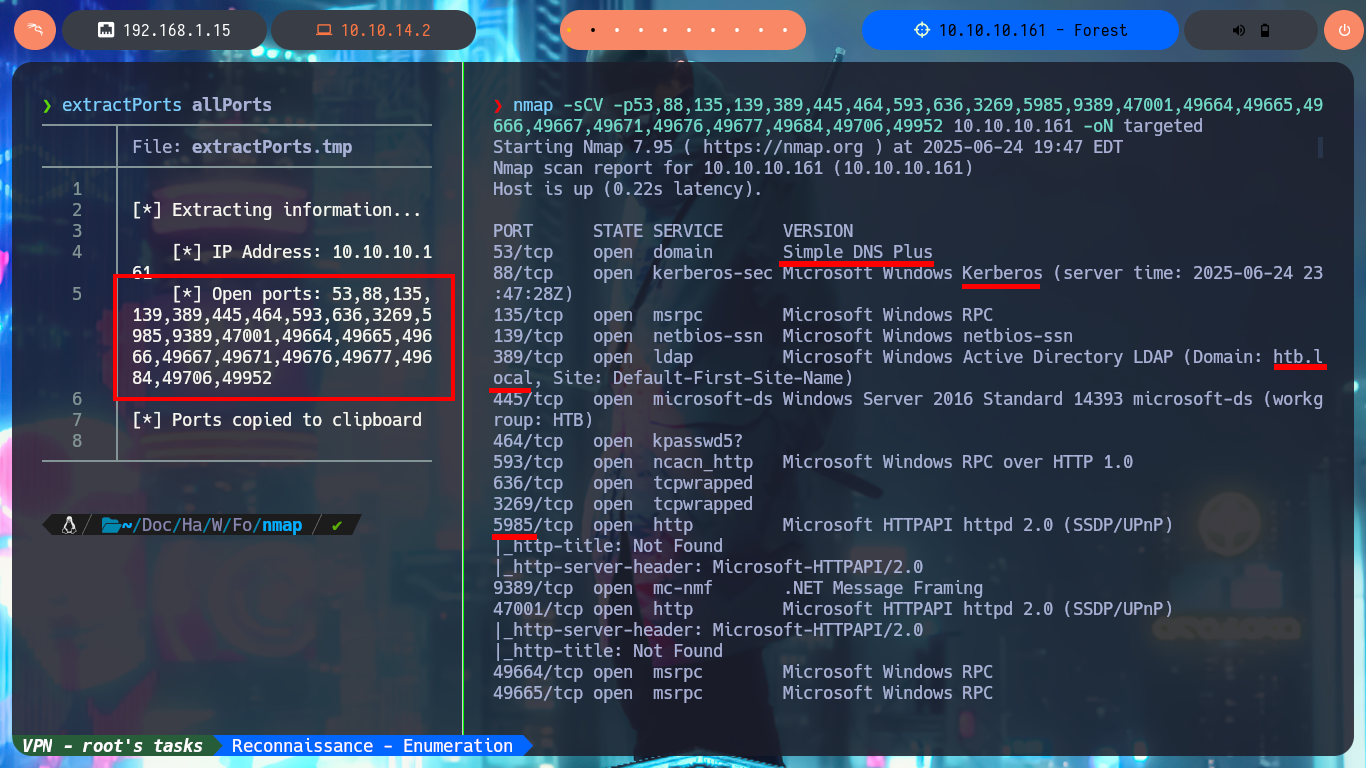 192.168.1.15
10.10.14.2
10.10.10.161 - Forest
❯ extractPorts allPorts
File: extractPorts.tmp
1
2 [*] Extracting information...
3
4 [*] IP Address: 10.10.10.1
61
5 [*] Open ports: 53,88,135,
139,389,445,464,593,636,3269,5
985,9389,47001,49664,49665,496
66,49667,49671,49676,49677,496
84,49706,49952
6
7 [*] Ports copied to clipboard
8
~/Doc/Ha/W/Fo/nmap ✔
❯ nmap -sCV -p53,88,135,139,389,445,464,593,636,3269,5985,9389,47001,49664,49665,49
666,49667,49671,49676,49677,49684,49706,49952 10.10.10.161 -oN targeted
Starting Nmap 7.95 ( https://nmap.org ) at 2025-06-24 19:47 EDT
Nmap scan report for 10.10.10.161 (10.10.10.161)
Host is up (0.22s latency).
PORT STATE SERVICE VERSION
53/tcp open domain Simple DNS Plus
88/tcp open kerberos-sec Microsoft Windows Kerberos (server time: 2025-06-24 23
:47:28Z)
135/tcp open msrpc Microsoft Windows RPC
139/tcp open netbios-ssn Microsoft Windows netbios-ssn
389/tcp open ldap Microsoft Windows Active Directory LDAP (Domain: htb.l
ocal, Site: Default-First-Site-Name)
445/tcp open microsoft-ds Windows Server 2016 Standard 14393 microsoft-ds (workg
roup: HTB)
464/tcp open kpasswd5?
593/tcp open ncacn_http Microsoft Windows RPC over HTTP 1.0
636/tcp open tcpwrapped
3269/tcp open tcpwrapped
5985/tcp open http Microsoft HTTPAPI httpd 2.0 (SSDP/UPnP)
|_http-title: Not Found
|_http-server-header: Microsoft-HTTPAPI/2.0
9389/tcp open mc-nmf .NET Message Framing
47001/tcp open http Microsoft HTTPAPI httpd 2.0 (SSDP/UPnP)
|_http-server-header: Microsoft-HTTPAPI/2.0
|_http-title: Not Found
49664/tcp open msrpc Microsoft Windows RPC
49665/tcp open msrpc Microsoft Windows RPC
VPN - root's tasks Reconnaissance - Enumeration